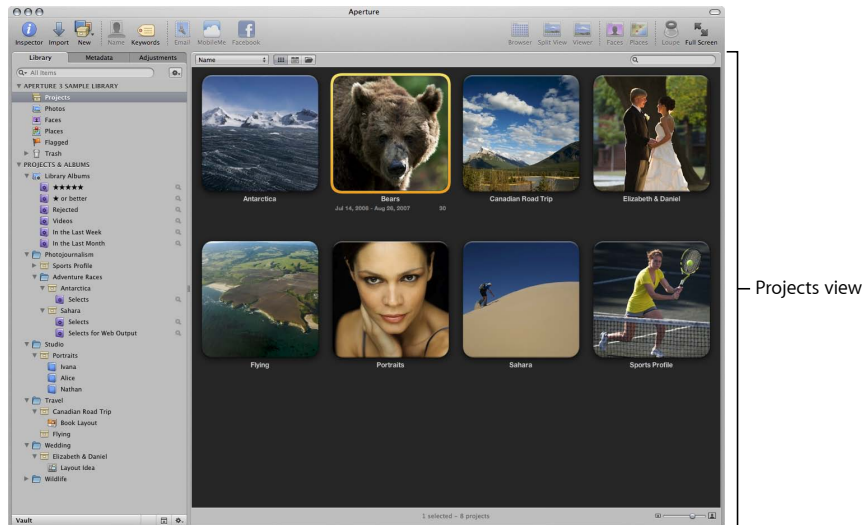 Aperture
Inspector Import New Name Keywords Email MobileMe Facebook Browser Split View Viewer Faces Places Loupe Full Screen
Library Metadata Adjustments
Name
All Items
APERTURE 3 SAMPLE LIBRARY
Projects
Photos
Faces
Places
Flagged
Trash
PROJECTS & ALBUMS
Library Albums
★★★★★
★ or better
Rejected
Videos
In the Last Week
In the Last Month
Photojournalism
Sports Profile
Adventure Races
Antarctica
Selects
Sahara
Selects
Selects for Web Output
Studio
Portraits
Ivana
Alice
Nathan
Travel
Canadian Road Trip
Book Layout
Flying
Wedding
Elizabeth & Daniel
Layout Idea
Wildlife
Vault
Antarctica
Bears
Jul 14, 2006 - Aug 28, 2007 30
Canadian Road Trip
Elizabeth & Daniel
Flying
Portraits
Sahara
Sports Profile
1 selected - 8 projects
Projects view